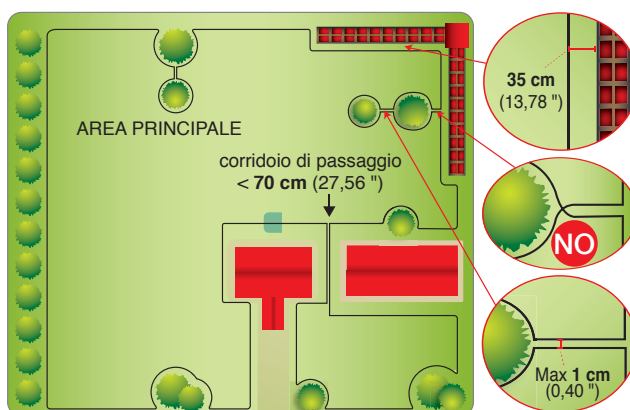 AREA PRINCIPALE
corridoio di passaggio
< 70 cm (27,56 ")
35 cm
(13,78 ")
NO
Max 1 cm
(0,40 ")